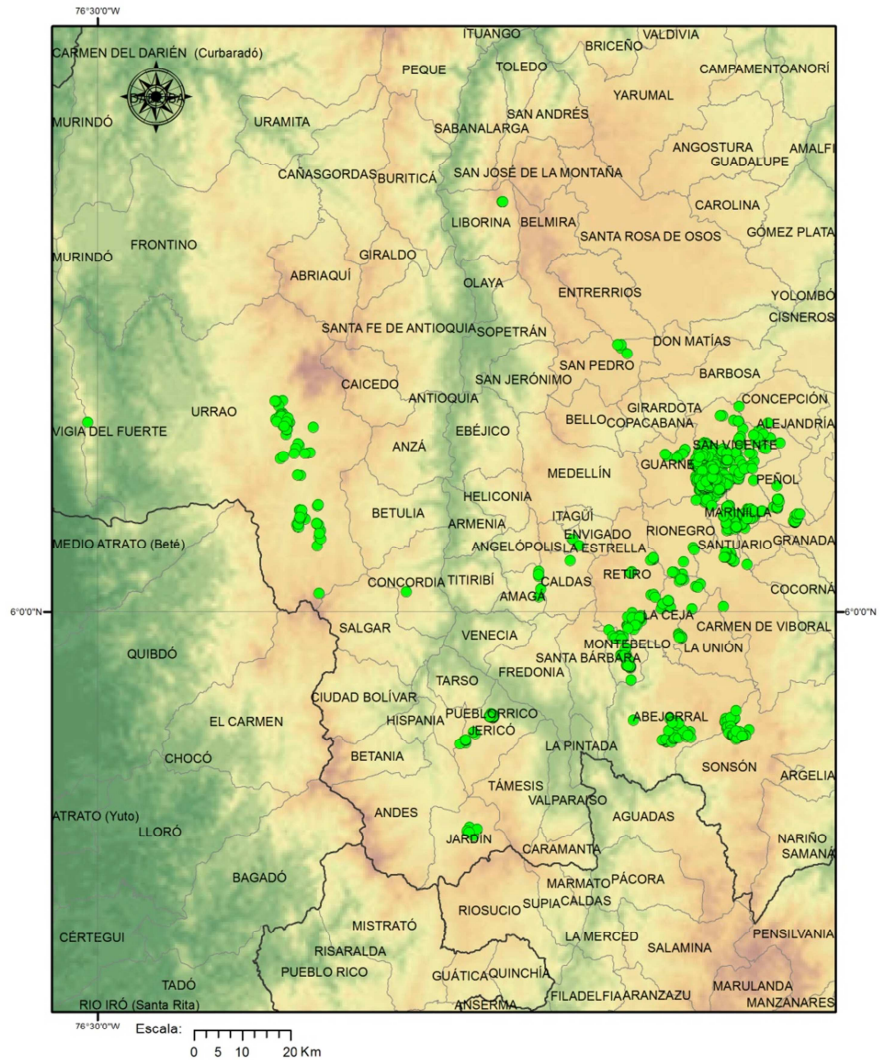 76°30'0"W
ITUANGO
VALDIVIA
BRICEÑO
CARMEN DEL DARIÉN (Curbaradó)
PEQUE
TOLEDO
CAMPAMENTO
ANORÍ
YARUMAL
MURINDÓ
URAMITA
SAN ANDRÉS
SABANALARGA
ANGOSTURA
AMALFI
GUADALUPE
CAÑASGORDAS
BURITICÁ
SAN JOSÉ DE LA MONTAÑA
CAROLINA
LIBORINA
BELMIRA
GÓMEZ PLATA
SANTA ROSA DE OSOS
FRONTINO
MURINDÓ
GIRALDO
ABRIAQUÍ
OLAYA
ENTRERRIOS
YOLOMBÓ
CISNEROS
SANTA FE DE ANTIOQUIA
SOPETRÁN
DON MATÍAS
SAN PEDRO
BARBOSA
CAICEDO
SAN JERÓNIMO
ANTIOQUIA
CONCEPCIÓN
URRAO
GIRARDOTA
BELLO
COPACABANA
ALEJANDRÍA
VIGIA DEL FUERTE
EBÉJICO
ANZÁ
SAN VICENTE
GUARNE
MEDELLÍN
PEÑOL
HELICONIA
BETULIA
ITAGÜÍ
MARINILLA
ARMENIA
RIONEGRO
ENVIGADO
MEDIO ATRATO (Beté)
ANGELÓPOLIS
LA ESTRELLA
SANTUARIO
GRANADA
RETIRO
CONCORDIA
TITIRIBÍ
CALDAS
COCORNÁ
AMAGA
6°0'0"N
6°0'0"N
LA CEJA
SALGAR
VENECIA
CARMEN DE VIBORAL
MONTEBELLO
LA UNIÓN
QUIBDÓ
SANTA BÁRBARA
FREDONIA
TARSO
CIUDAD BOLÍVAR
PUEBLORRICO
ABEJORRAL
EL CARMEN
HISPANIA
JERICÓ
LA PINTADA
CHOCÓ
BETANIA
SONSÓN
ARGELIA
TÁMESIS
VALPARAISO
ANDES
AGUADAS
ATRATO (Yuto)
LLORÓ
JARDÍN
NARIÑO
CARAMANTA
SAMANÁ
BAGADÓ
MARMATO
PÁCORA
CALDAS
RIOSUCIO
SUPIA
MISTRATÓ
CÉRTEGUI
LA MERCED
PENSILVANIA
SALAMINA
RISARALDA
PUEBLO RICO
GUÁTICA
QUINCHÍA
TADÓ
MARULANDA
FILADELFIA
ARANZAZU
RIO IRÓ (Santa Rita)
ANSERMA
MANZANARES
76°30'0"W
Escala:
0 5 10 20 Km